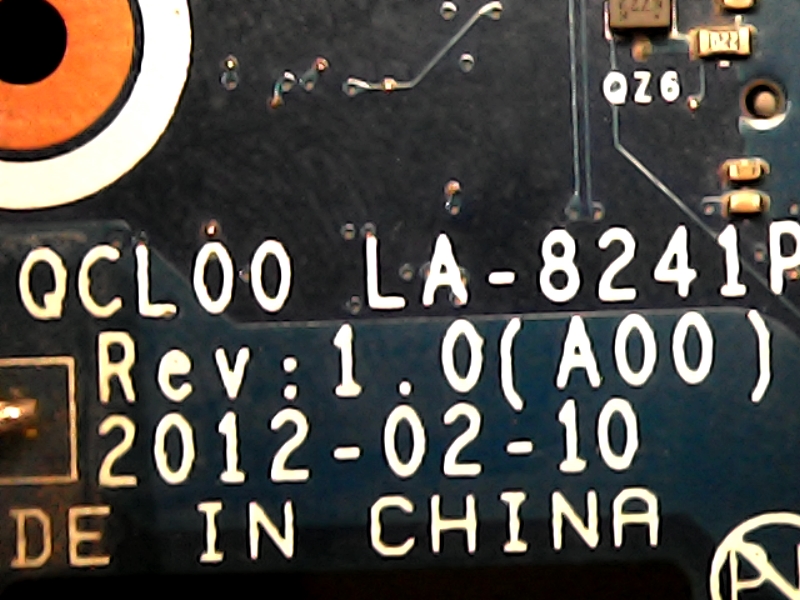 QZ6
QCL00 LA-8241P
Rev:1.0(A00)
2012-02-10
DE IN CHINA